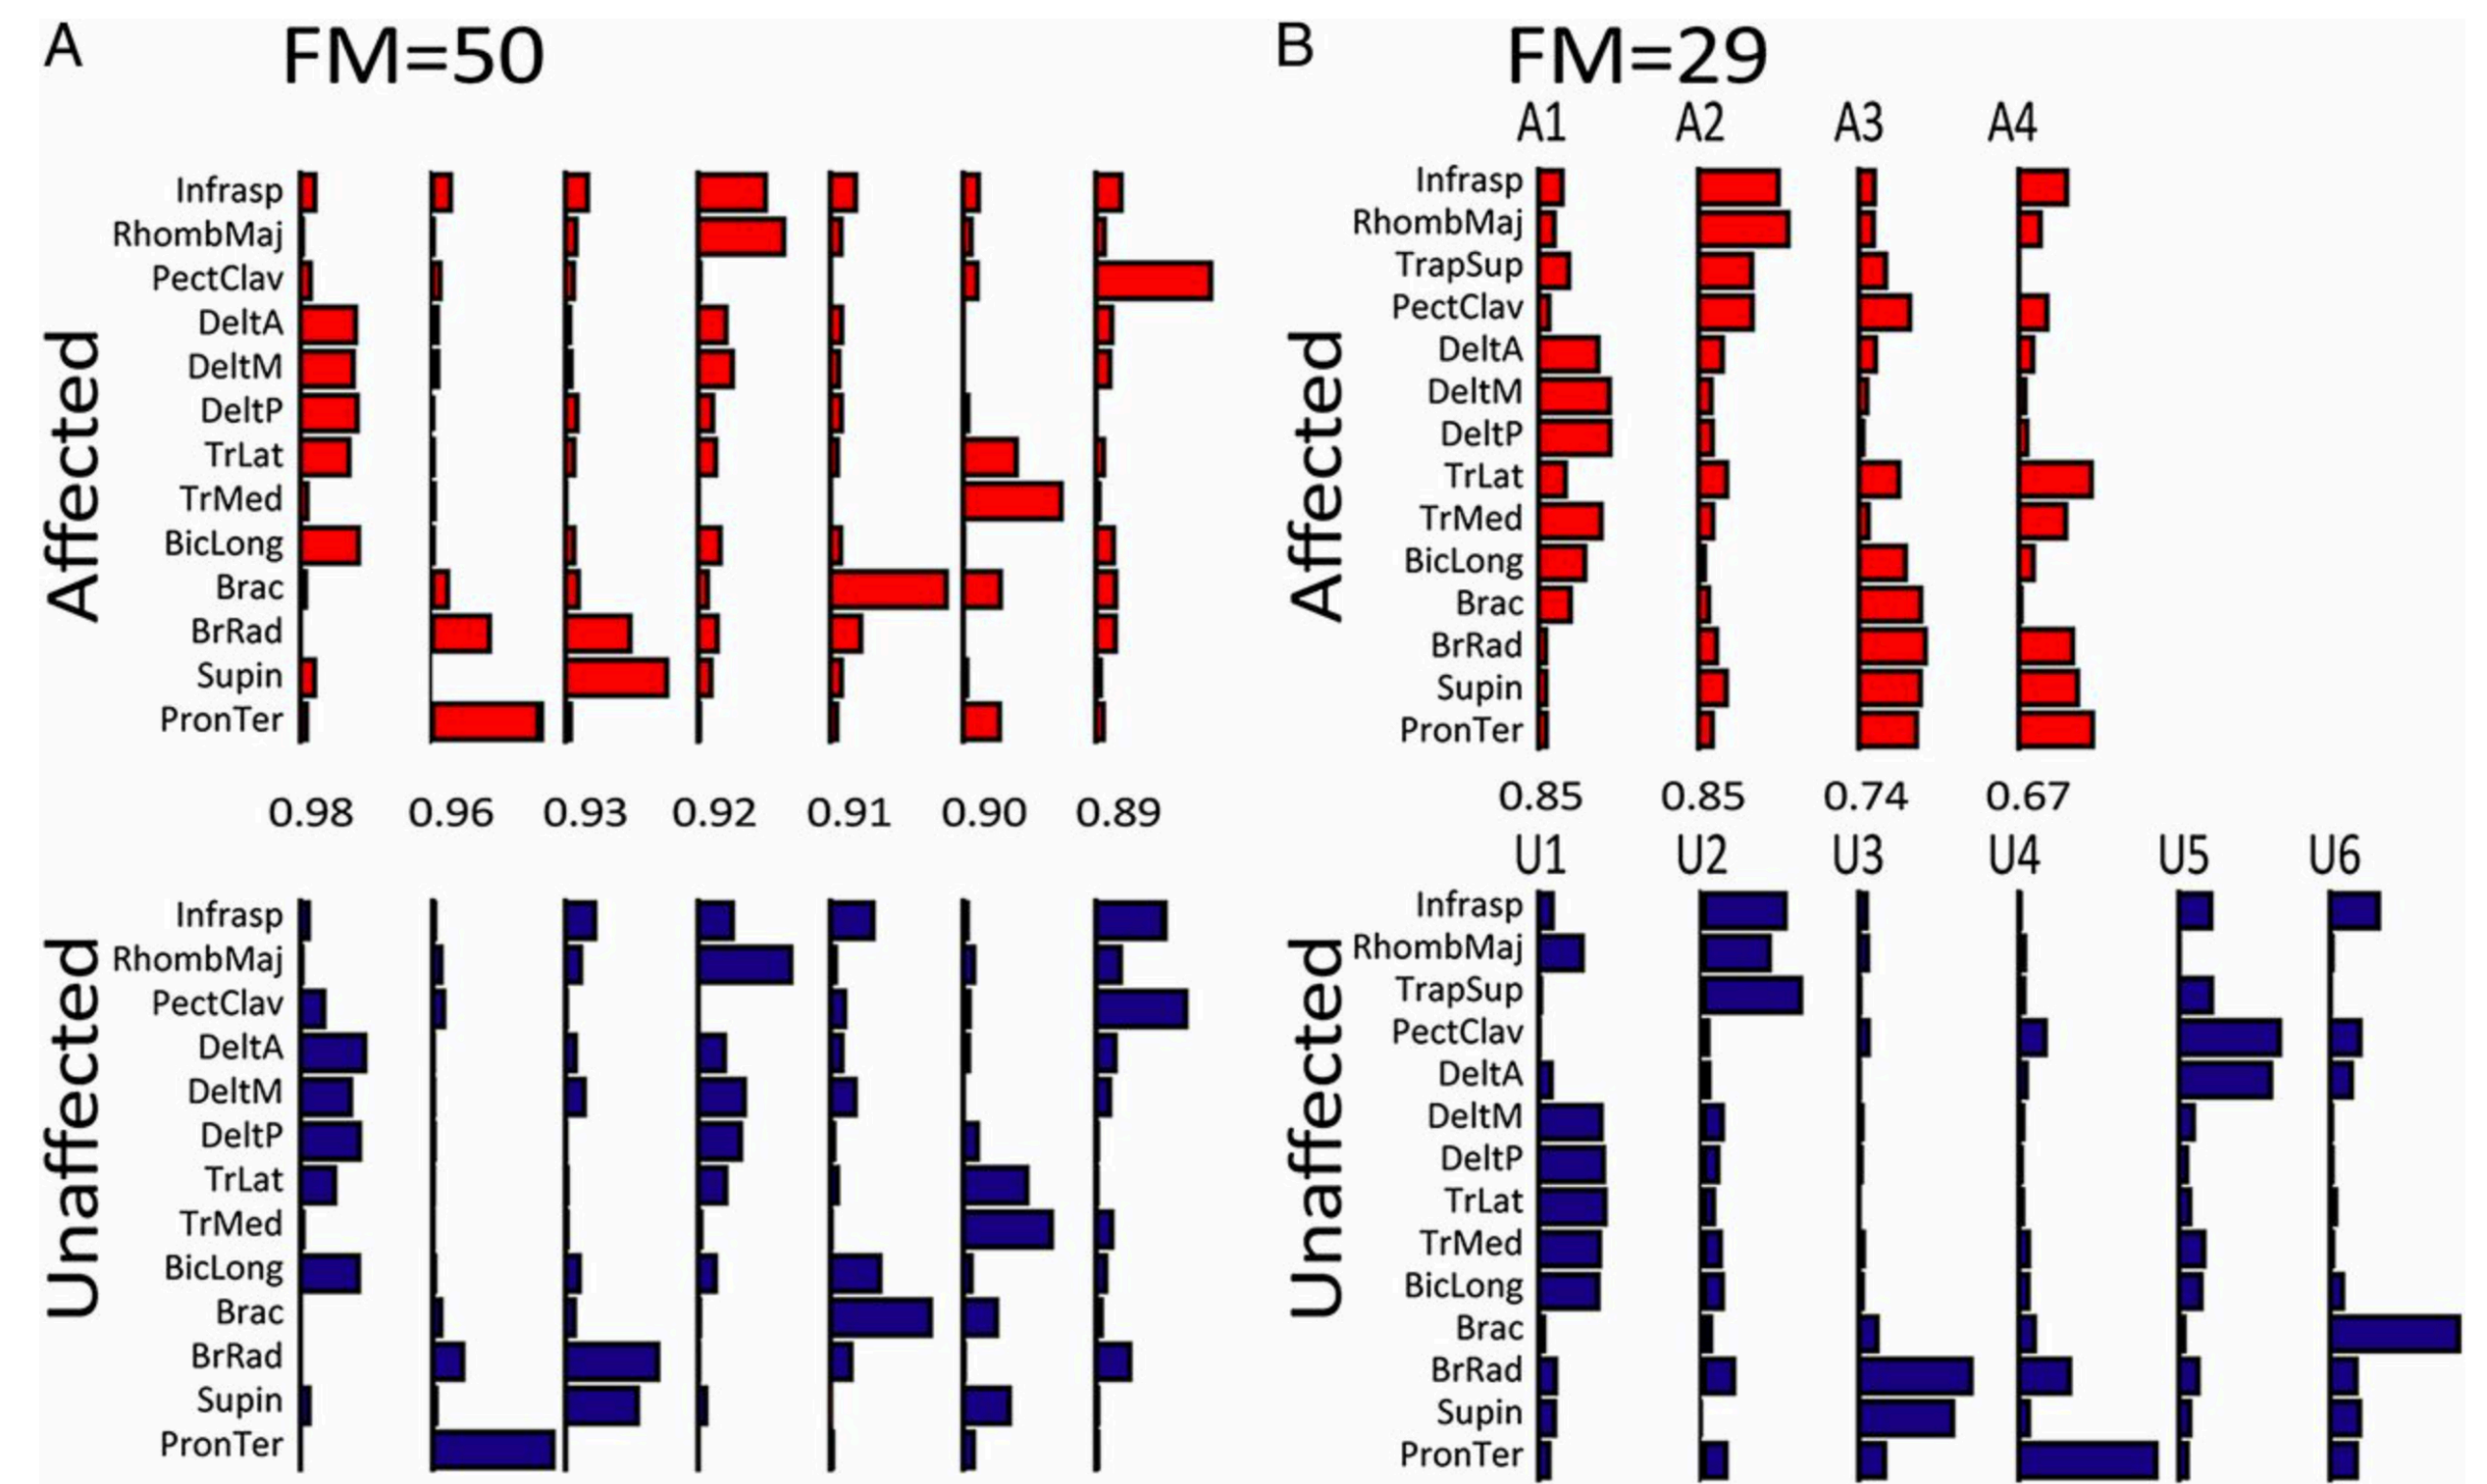 A
FM=50
Affected
Infrasp
RhombMaj
PectClav
DeltA
DeltM
DeltP
TrLat
TrMed
BicLong
Brac
BrRad
Supin
PronTer
0.98 0.96 0.93 0.92 0.91 0.90 0.89
Unaffected
Infrasp
RhombMaj
PectClav
DeltA
DeltM
DeltP
TrLat
TrMed
BicLong
Brac
BrRad
Supin
PronTer
B
FM=29
A1 A2 A3 A4
Affected
Infrasp
RhombMaj
TrapSup
PectClav
DeltA
DeltM
DeltP
TrLat
TrMed
BicLong
Brac
BrRad
Supin
PronTer
0.85 0.85 0.74 0.67
U1 U2 U3 U4 U5 U6
Unaffected
Infrasp
RhombMaj
TrapSup
PectClav
DeltA
DeltM
DeltP
TrLat
TrMed
BicLong
Brac
BrRad
Supin
PronTer